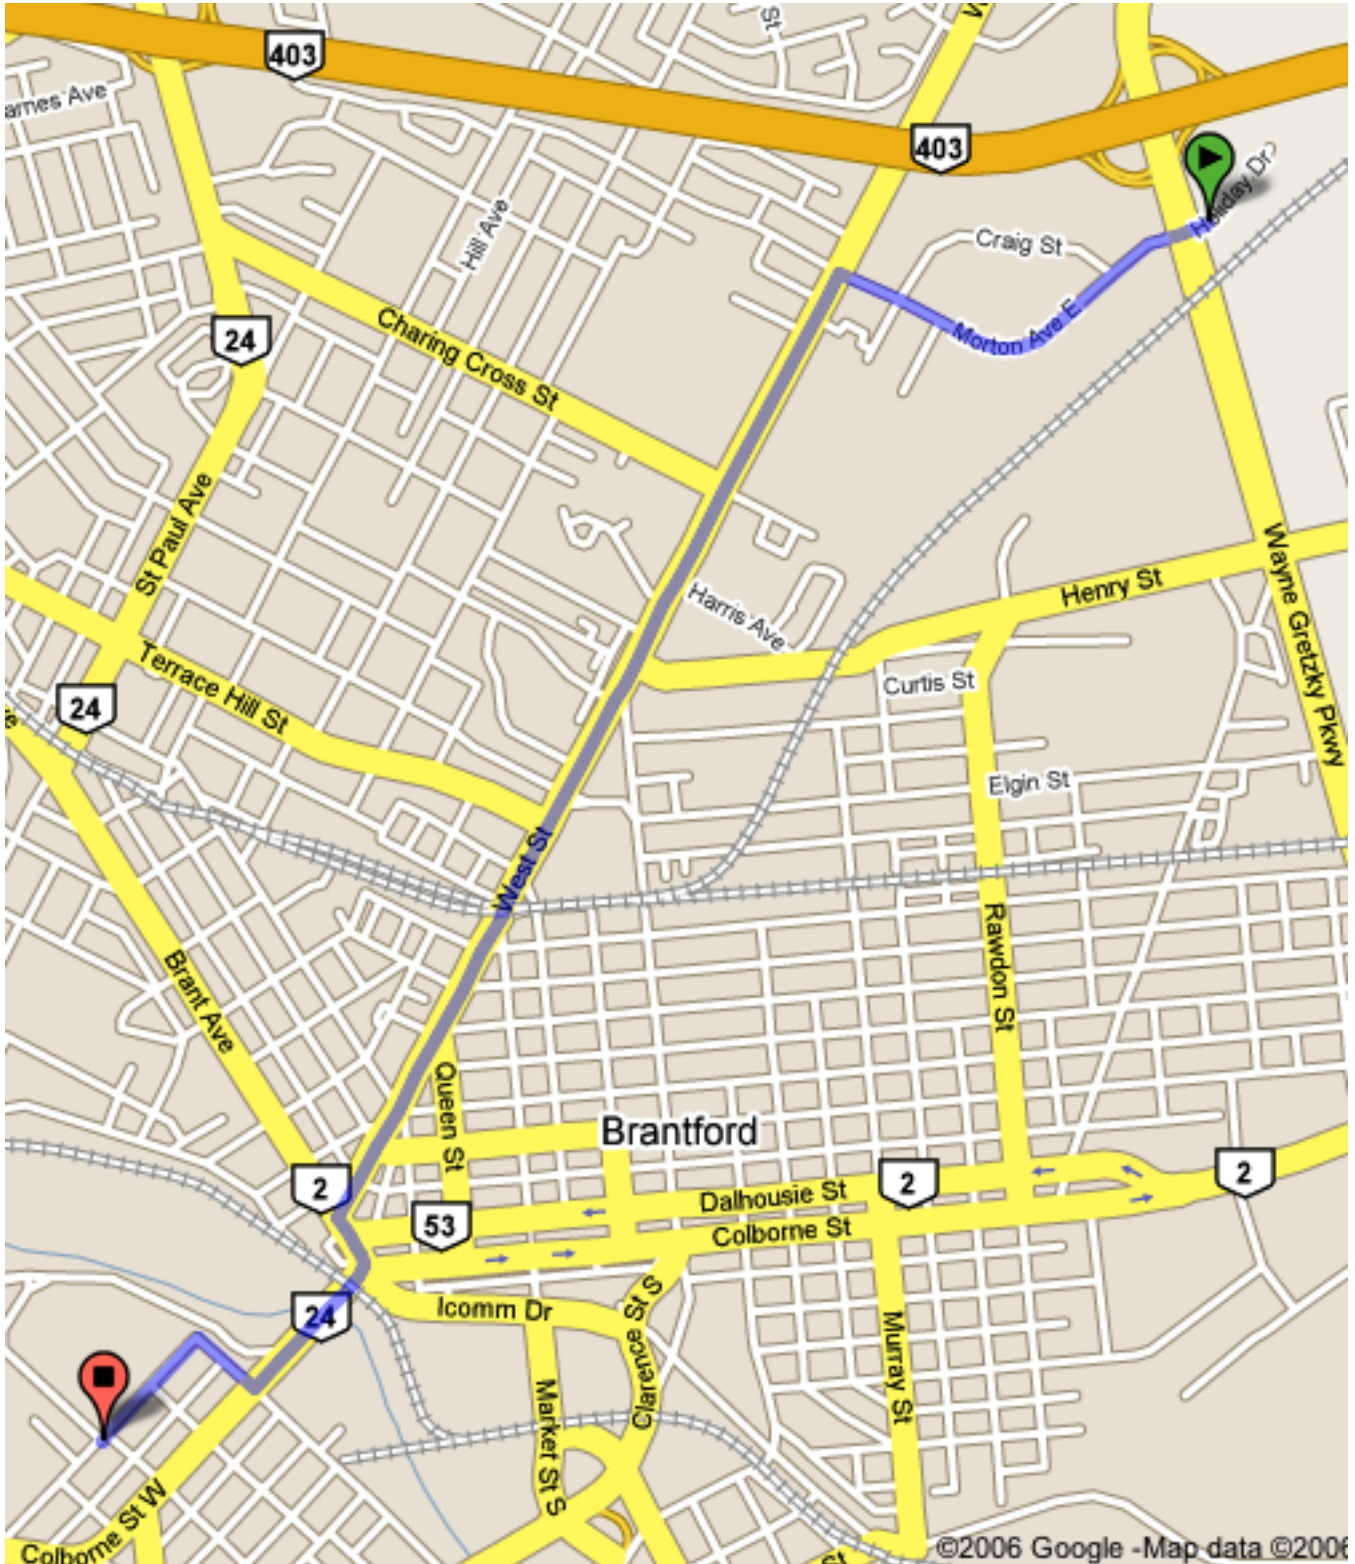 St
W
403
arnes Ave
403
Holiday Dr
Hill Ave
Craig St
24
Charing Cross St
Morton Ave E
St Paul Ave
Wayne Gretzky Pkwy
Henry St
Harris Ave
Terrace Hill St
Curtis St
24
Elgin St
West St
Rawdon St
Brant Ave
Queen St
Brantford
2
2
2
Dalhousie St
53
Colborne St
24
Icomm Dr
Clarence St S
Murray St
Market St S
Colborne St W
St
©2006 Google - Map data ©2006